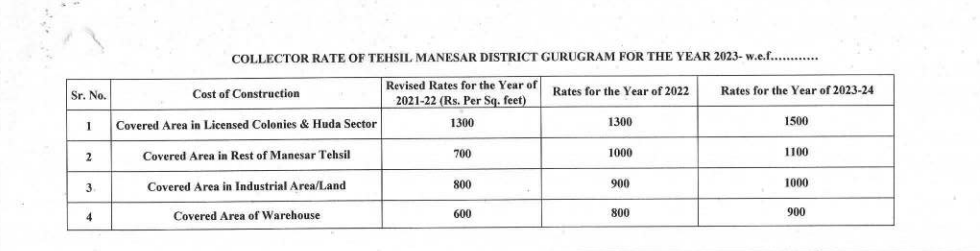 COLLECTOR RATE OF TEHSIL MANESAR DISTRICT GURUGRAM FOR THE YEAR 2023- w.e.f............
Sr. No. Cost of Construction Revised Rates for the Year of 2021-22 (Rs. Per Sq. feet) Rates for the Year of 2022 Rates for the Year of 2023-24
1 Covered Area in Licensed Colonies & Huda Sector 1300 1300 1500
2 Covered Area in Rest of Manesar Tehsil 700 1000 1100
3 Covered Area in Industrial Area/Land 800 900 1000
4 Covered Area of Warehouse 600 800 900